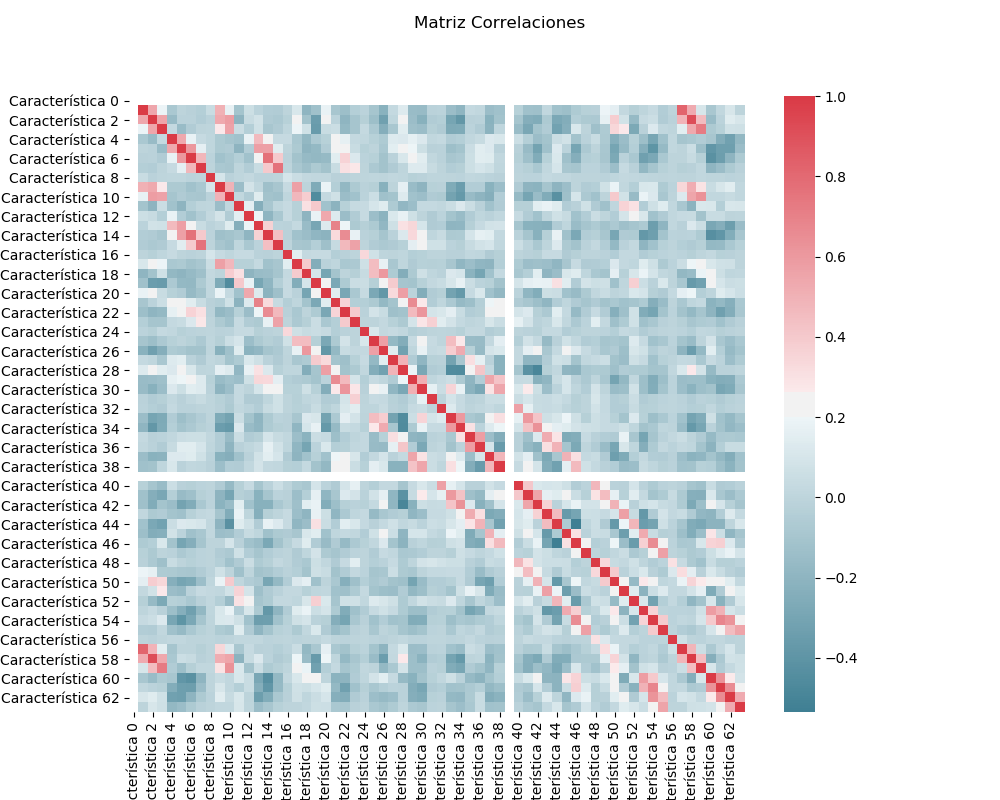 Matriz Correlaciones
Característica 0
Característica 2
Característica 4
Característica 6
Característica 8
Característica 10
Característica 12
Característica 14
Característica 16
Característica 18
Característica 20
Característica 22
Característica 24
Característica 26
Característica 28
Característica 30
Característica 32
Característica 34
Característica 36
Característica 38
Característica 40
Característica 42
Característica 44
Característica 46
Característica 48
Característica 50
Característica 52
Característica 54
Característica 56
Característica 58
Característica 60
Característica 62
1.0
0.8
0.6
0.4
0.2
0.0
−0.2
−0.4
cterística 0
cterística 2
cterística 4
cterística 6
cterística 8
terística 10
terística 12
terística 14
terística 16
terística 18
terística 20
terística 22
terística 24
terística 26
terística 28
terística 30
terística 32
terística 34
terística 36
terística 38
terística 40
terística 42
terística 44
terística 46
terística 48
terística 50
terística 52
terística 54
terística 56
terística 58
terística 60
terística 62